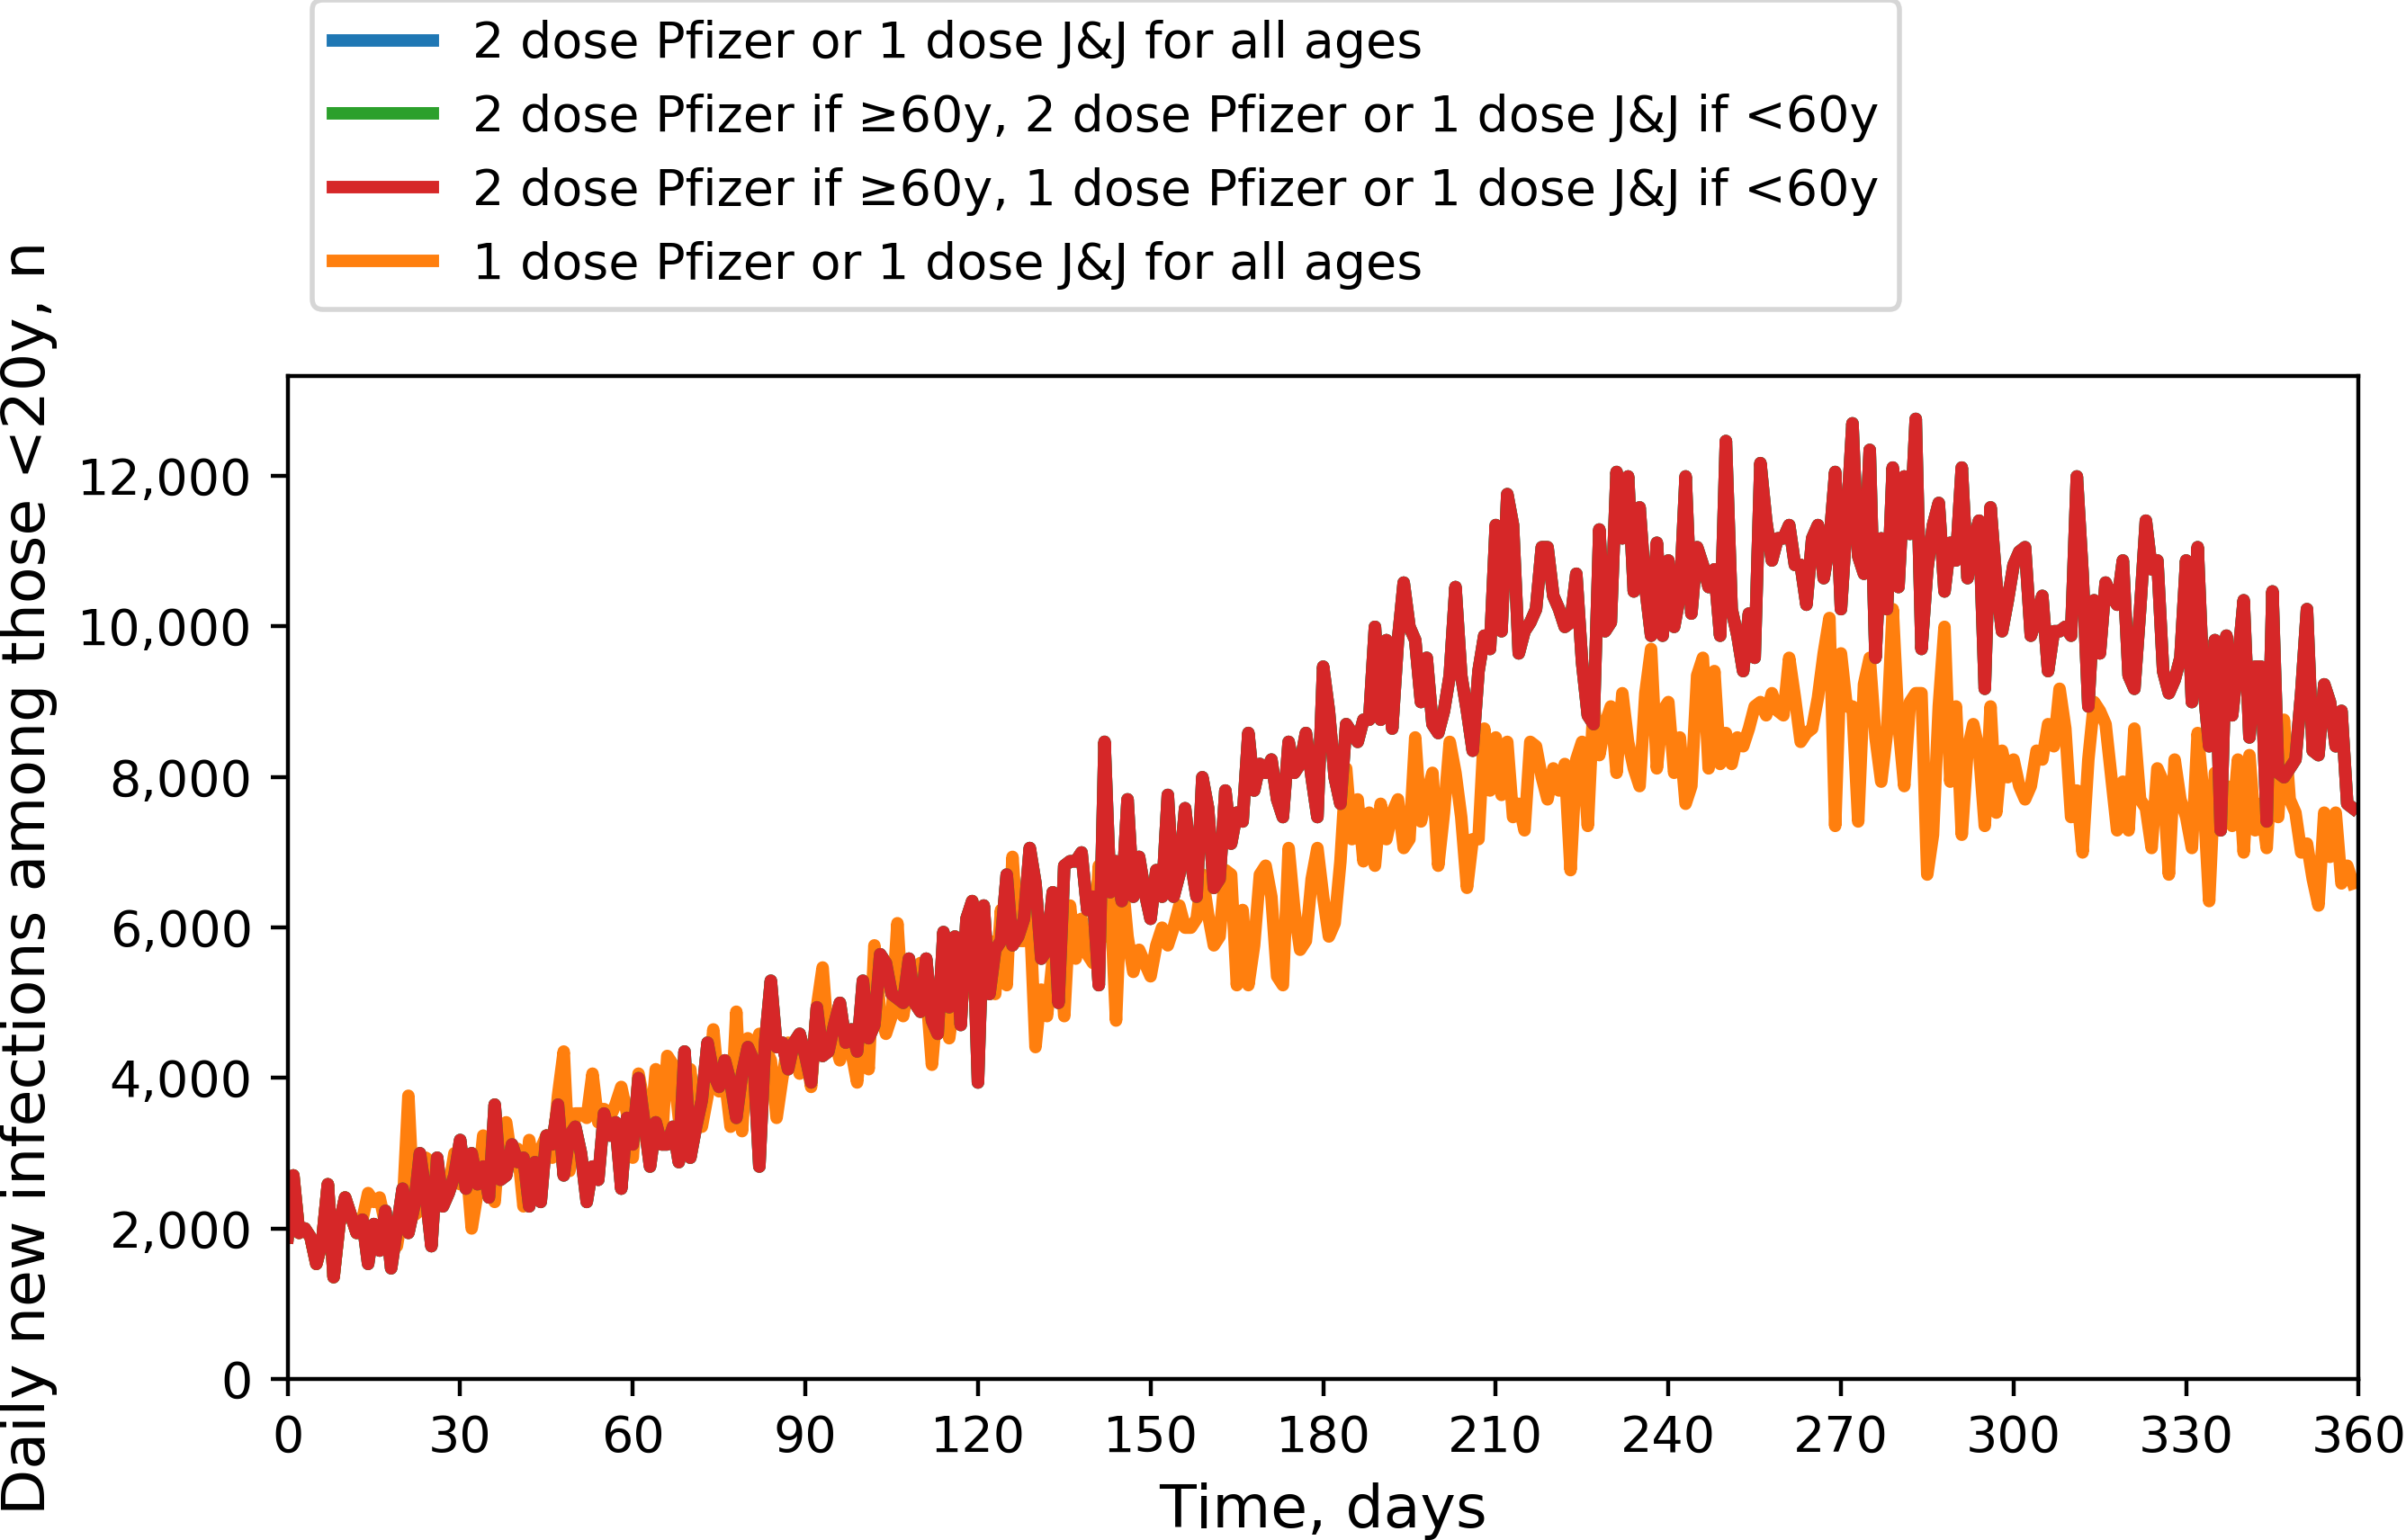 2 dose Pfizer or 1 dose J&J for all ages
2 dose Pfizer if ≥60y, 2 dose Pfizer or 1 dose J&J if <60y
2 dose Pfizer if ≥60y, 1 dose Pfizer or 1 dose J&J if <60y
1 dose Pfizer or 1 dose J&J for all ages
Daily new infections among those <20y, n
12,000
10,000
8,000
6,000
4,000
2,000
0
0 30 60 90 120 150 180 210 240 270 300 330 360
Time, days